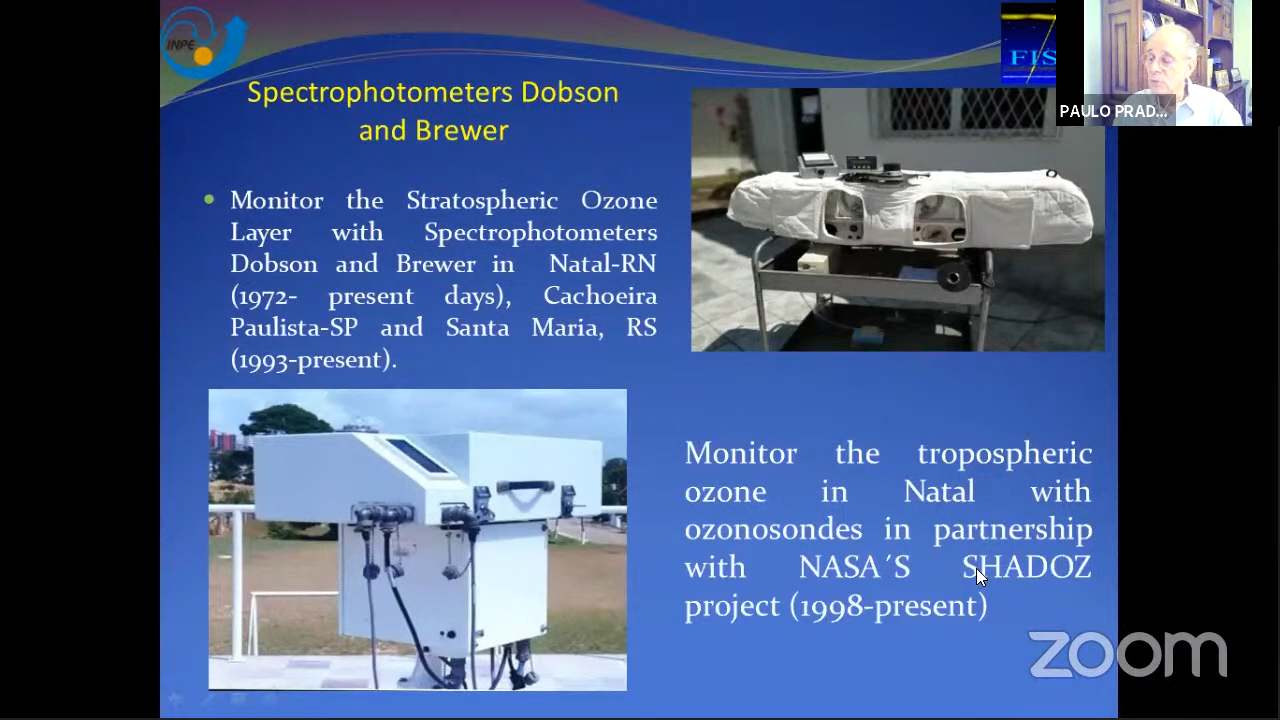 INPE
FIS
PAULO PRAD...
Spectrophotometers Dobson
and Brewer
Monitor the Stratospheric Ozone
Layer with Spectrophotometers
Dobson and Brewer in Natal-RN
(1972- present days), Cachoeira
Paulista-SP and Santa Maria, RS
(1993-present).
Monitor the tropospheric
ozone in Natal with
ozonosondes in partnership
with NASA´S SHADOZ
project (1998-present)
zoom